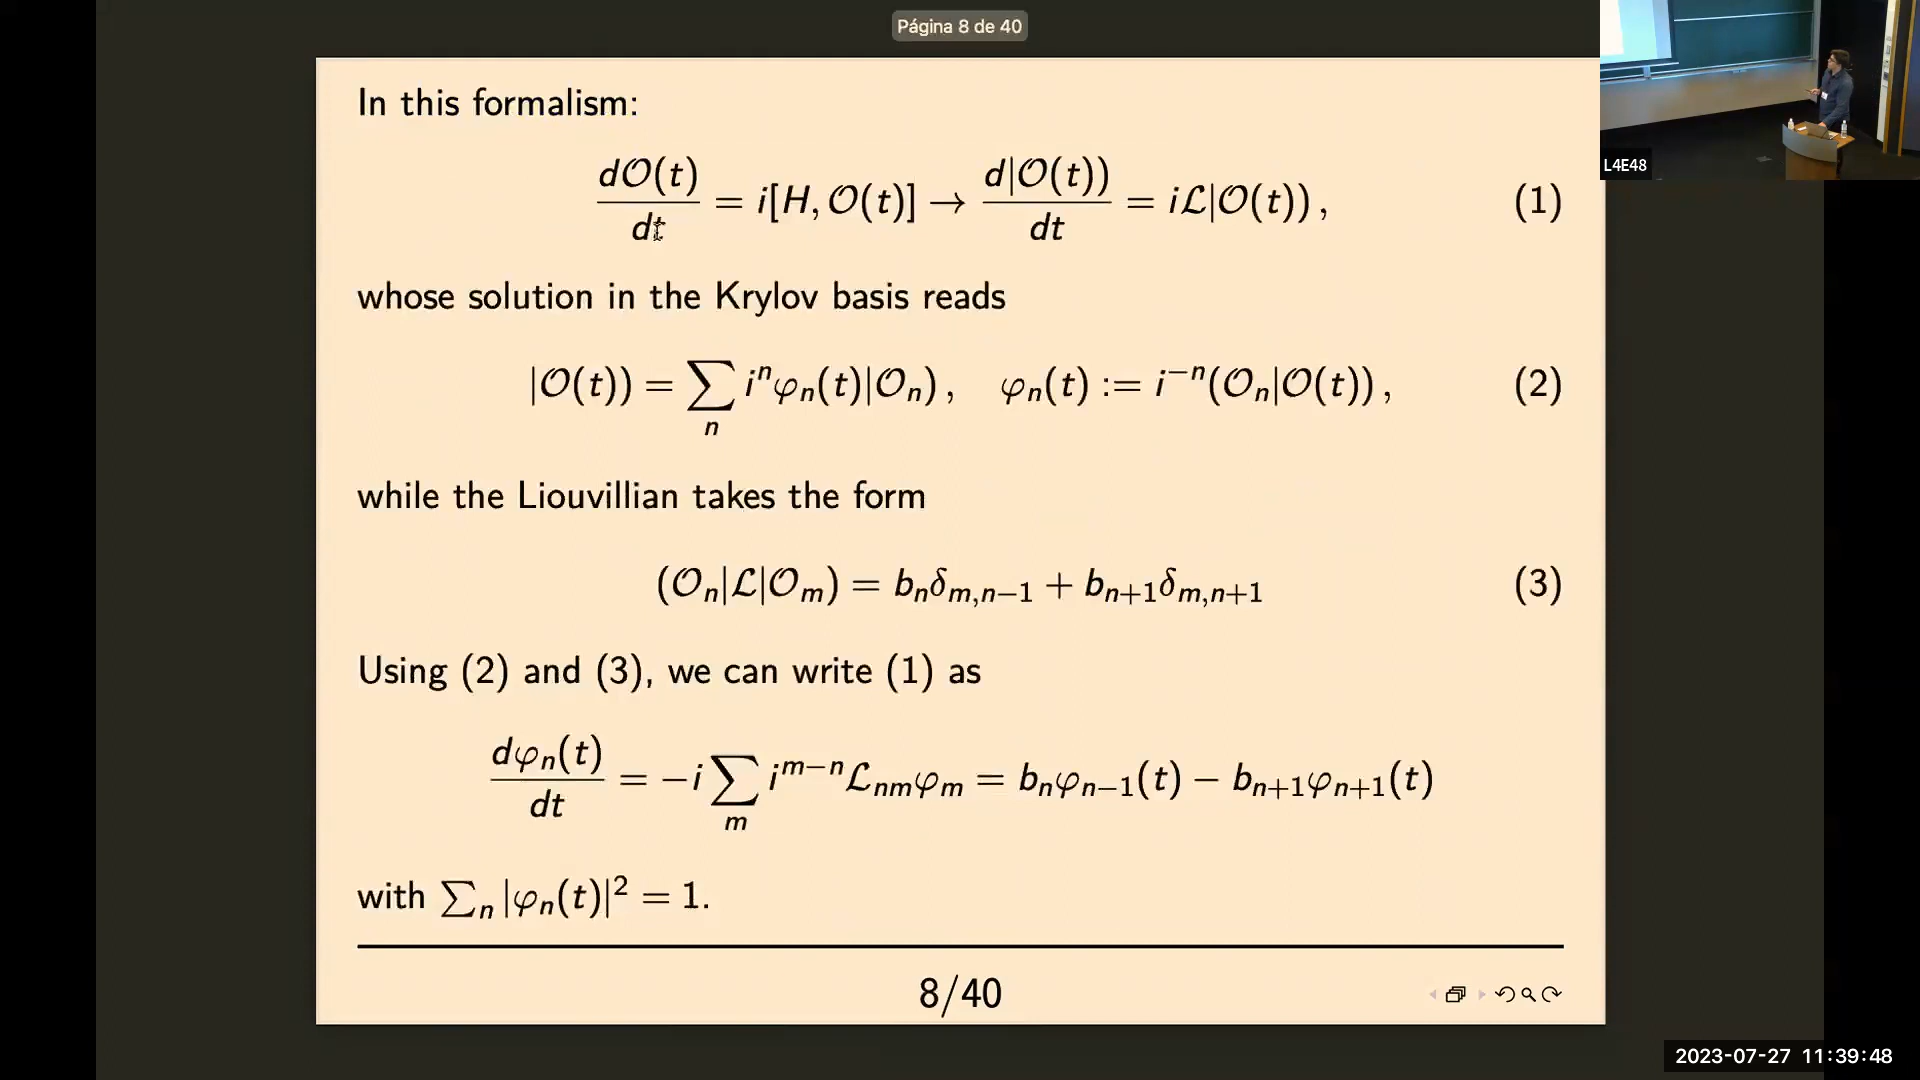 Página 8 de 40
L4E48
In this formalism:
d𝒪(t)/dt = i[H, 𝒪(t)] → d|𝒪(t))/dt = iℒ|𝒪(t)) , (1)
whose solution in the Krylov basis reads
|𝒪(t)) = ∑_n i^n φ_n(t)|𝒪_n) , φ_n(t) := i^{−n}(𝒪_n|𝒪(t)) , (2)
while the Liouvillian takes the form
(𝒪_n|ℒ|𝒪_m) = b_n δ_{m,n−1} + b_{n+1} δ_{m,n+1} (3)
Using (2) and (3), we can write (1) as
dφ_n(t)/dt = −i ∑_m i^{m−n} ℒ_{nm} φ_m = b_n φ_{n−1}(t) − b_{n+1} φ_{n+1}(t)
with ∑_n |φ_n(t)|² = 1.
8/40
2023-07-27 11:39:48